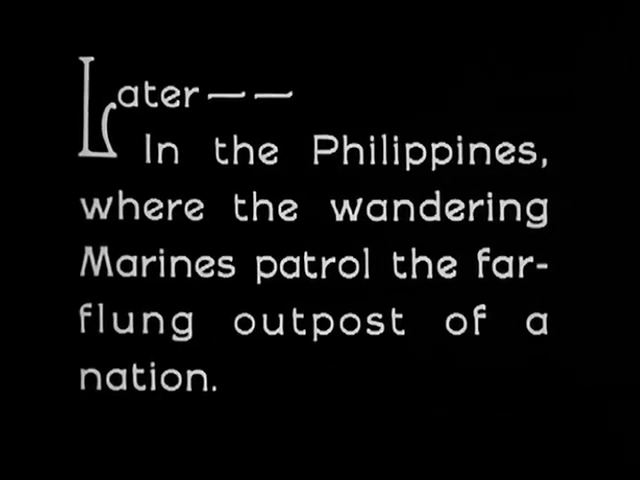 Later — —
In the Philippines,
where the wandering
Marines patrol the far-
flung outpost of a
nation.